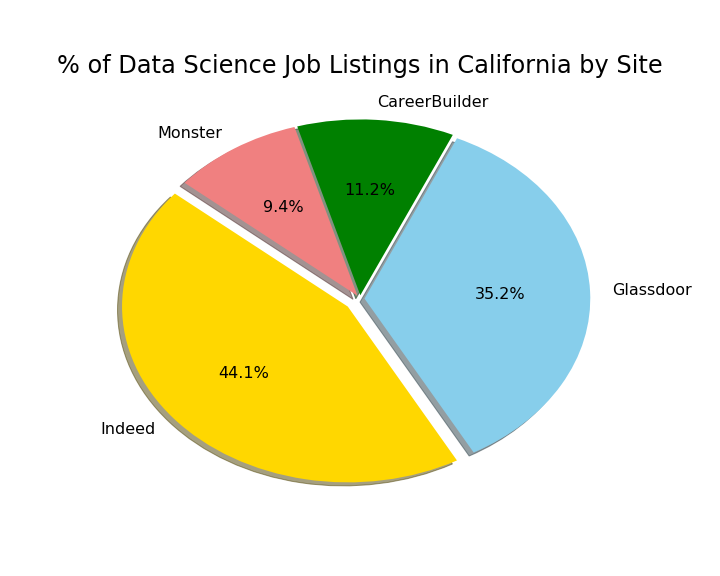 % of Data Science Job Listings in California by Site
CareerBuilder
Monster
11.2%
9.4%
Glassdoor
35.2%
44.1%
Indeed